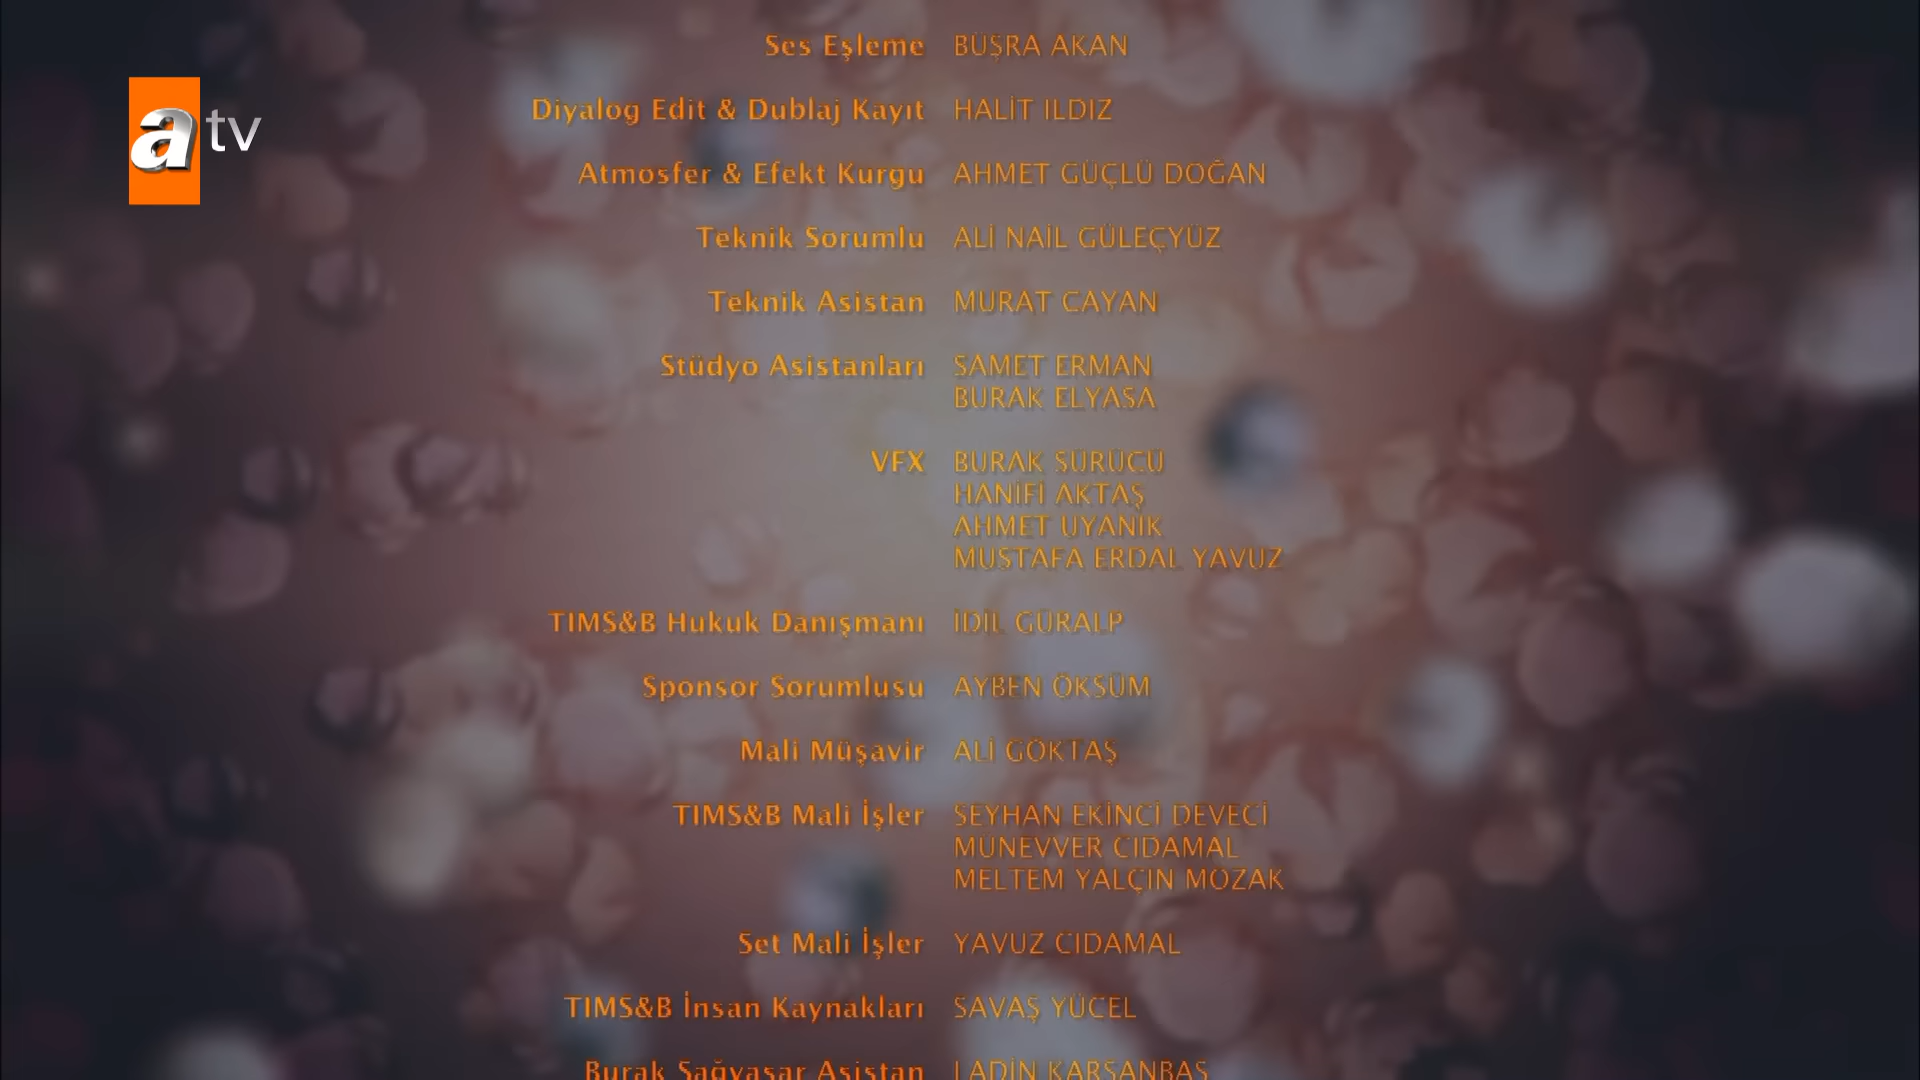 atv
Ses Eşleme BÜŞRA AKAN
Diyalog Edit & Dublaj Kayıt HALİT ILDIZ
Atmosfer & Efekt Kurgu AHMET GÜÇLÜ DOĞAN
Teknik Sorumlu ALİ NAİL GÜLEÇYÜZ
Teknik Asistan MURAT CAYAN
Stüdyo Asistanları SAMET ERMAN
BURAK ELYASA
VFX BURAK SÜRÜCÜ
HANİFİ AKTAŞ
AHMET UYANIK
MUSTAFA ERDAL YAVUZ
TIMS&B Hukuk Danışmanı İDİL GÜRALP
Sponsor Sorumlusu AYBEN ÖKSÜM
Mali Müşavir ALİ GÖKTAŞ
TIMS&B Mali İşler SEYHAN EKİNCİ DEVECİ
MÜNEVVER CIDAMAL
MELTEM YALÇIN MOZAK
Set Mali İşler YAVUZ CIDAMAL
TIMS&B İnsan Kaynakları SAVAŞ YÜCEL
Burak Sağyaşar Asistan LADİN KARŞANBAŞ